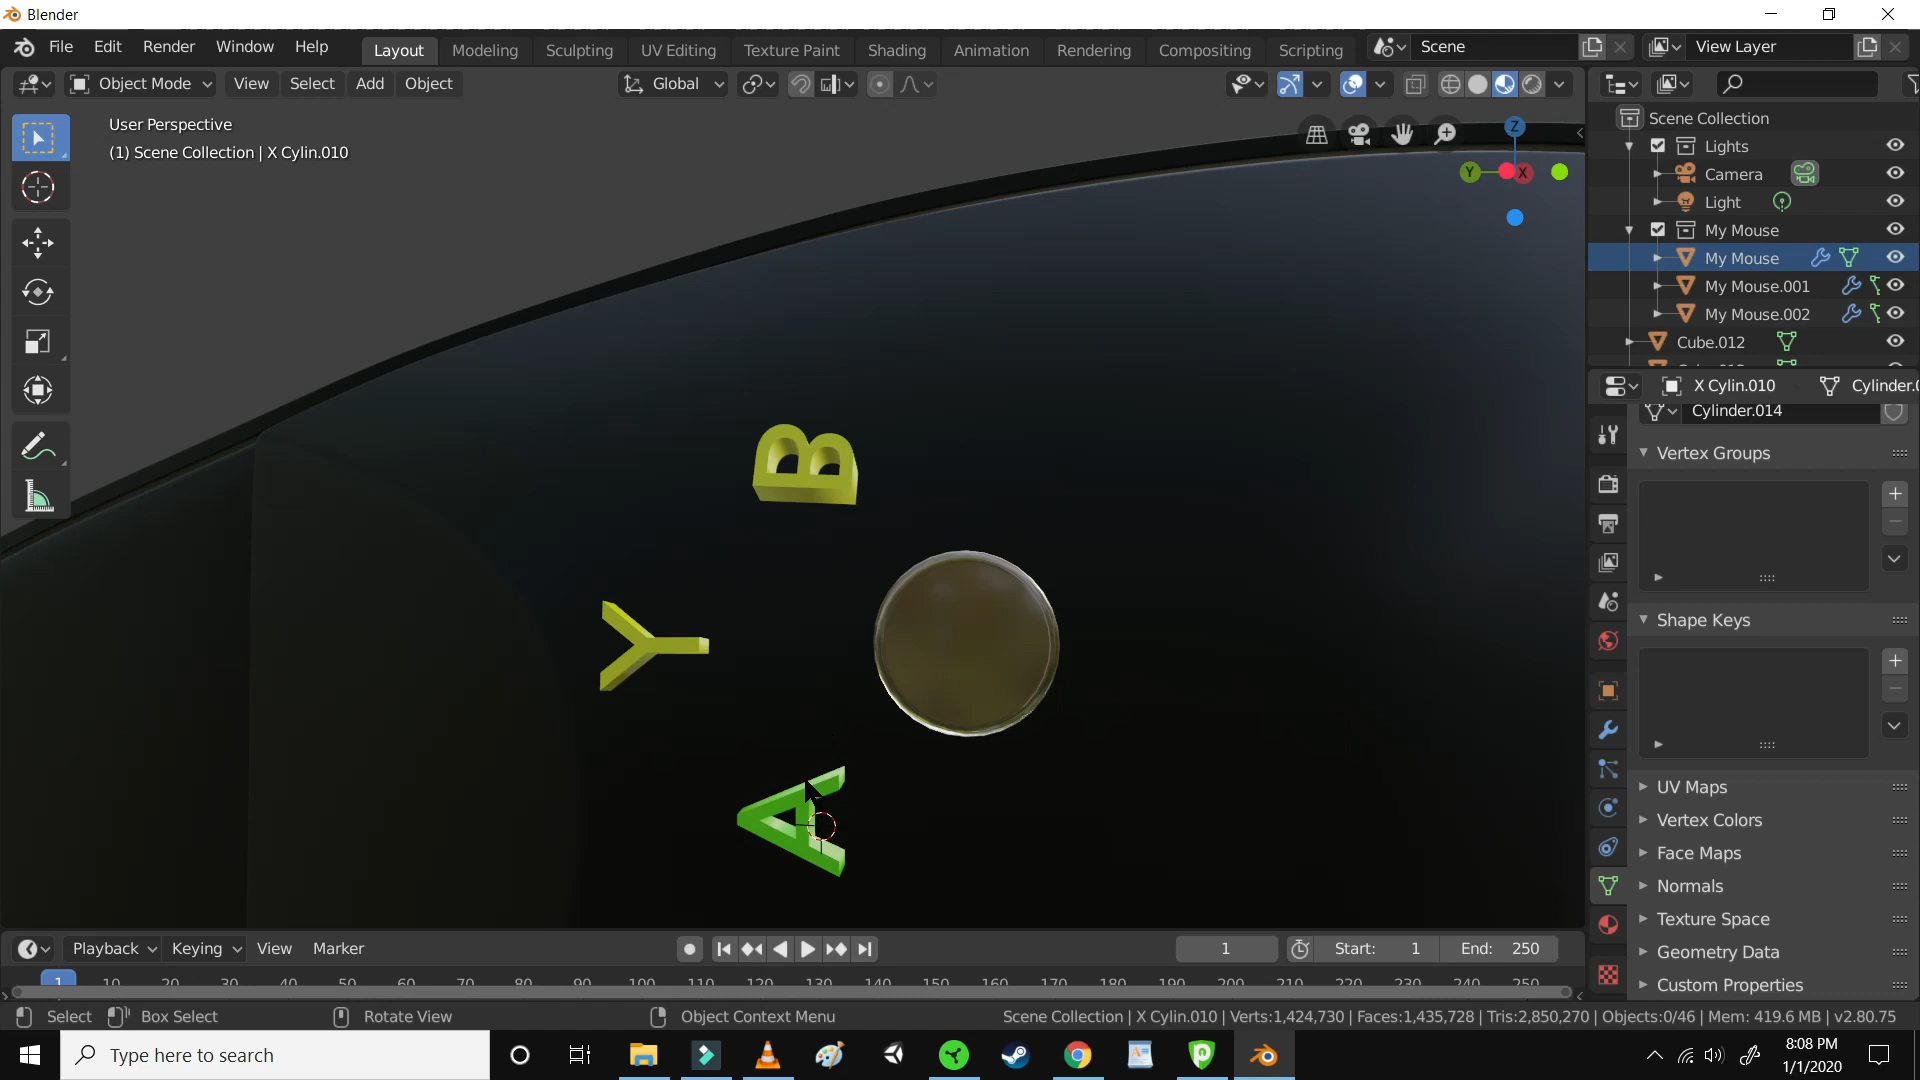 Blender
File Edit Render Window Help
Layout Modeling Sculpting UV Editing Texture Paint Shading Animation Rendering Compositing Scripting
Scene View Layer
Object Mode View Select Add Object Global
User Perspective
(1) Scene Collection | X Cylin.010
Z
Y X
Scene Collection
Lights
Camera
Light
My Mouse
My Mouse
My Mouse.001
My Mouse.002
Cube.012
X Cylin.010
Cylinder.014
Vertex Groups
Shape Keys
UV Maps
Vertex Colors
Face Maps
Normals
Texture Space
Geometry Data
Custom Properties
B
Y
A
Playback Keying View Marker 1 Start: 1 End: 250
1 10 20 30 40 50 60 70 80 90 100 110 120 130 140 150 160 170 180 190 200 210 220 230 240 250
Select Box Select Rotate View Object Context Menu Scene Collection | X Cylin.010 | Verts:1,424,730 | Faces:1,435,728 | Tris:2,850,270 | Objects:0/46 | Mem: 419.6 MB | v2.80.75
Type here to search
8:08 PM
1/1/2020